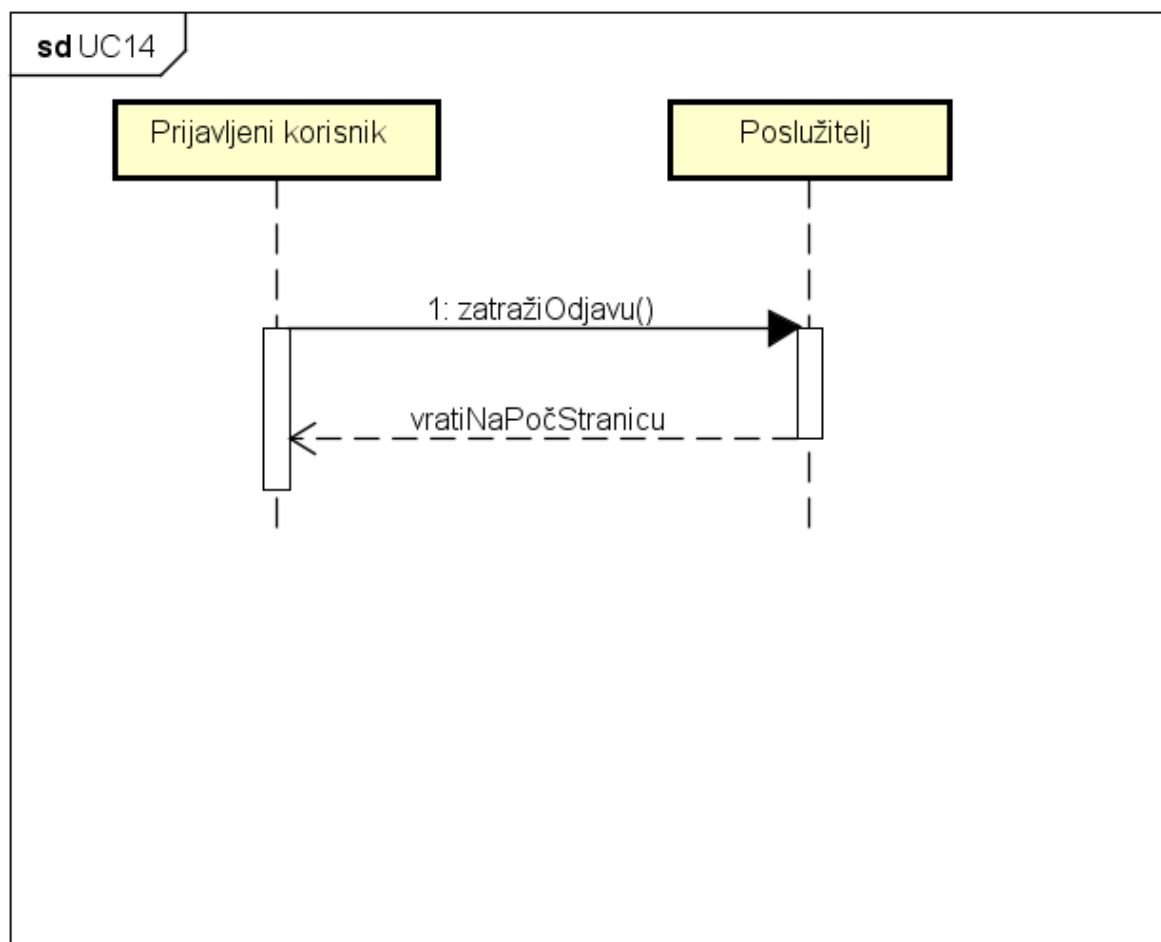 sd UC14
Prijavljeni korisnik
Poslužitelj
1: zatražiOdjavu()
vratiNaPočStranicu